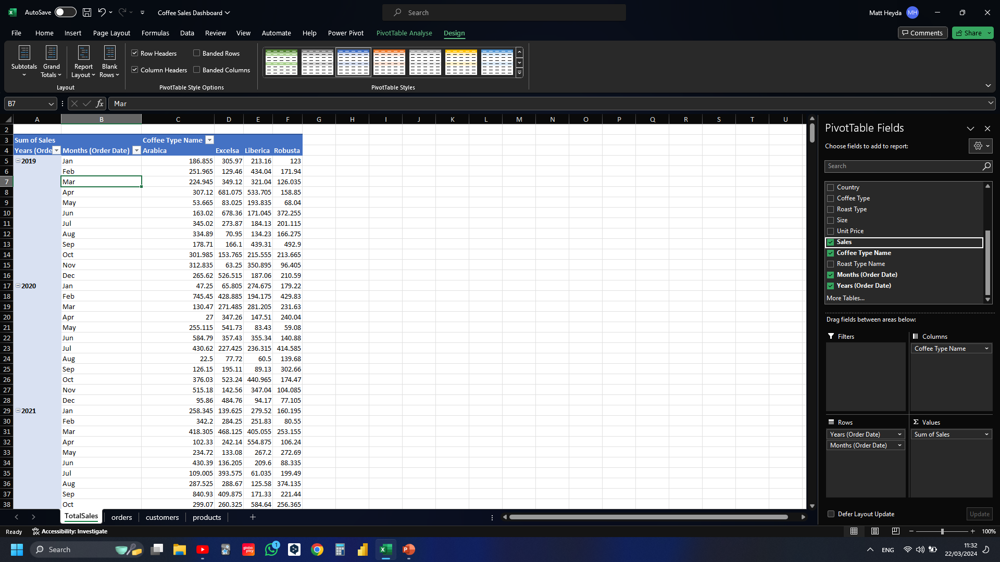 AutoSave
Coffee Sales Dashboard
Search
Matt Heyda MH
File Home Insert Page Layout Formulas Data Review View Automate Help Power Pivot PivotTable Analyse Design
Comments Share
Subtotals Grand Totals Report Layout Blank Rows
Row Headers Banded Rows
Column Headers Banded Columns
Layout PivotTable Style Options PivotTable Styles
B7 fx Mar
A B C D E F G H I J K L M N O P Q R S T U
2
3 Sum of Sales Coffee Type Name
4 Years (Orde Months (Order Date) Arabica Excelsa Liberica Robusta
5 2019 Jan 186.855 305.97 213.16 123
6 Feb 251.965 129.46 434.04 171.94
7 Mar 224.945 349.12 321.04 126.035
8 Apr 307.12 681.075 533.705 158.85
9 May 53.665 83.025 193.835 68.04
10 Jun 163.02 678.36 171.045 372.255
11 Jul 345.02 273.87 184.13 201.115
12 Aug 334.89 70.95 134.23 166.275
13 Sep 178.71 166.1 439.31 492.9
14 Oct 301.985 153.765 215.555 213.665
15 Nov 312.835 63.25 350.895 96.405
16 Dec 265.62 526.515 187.06 210.59
17 2020 Jan 47.25 65.805 274.675 179.22
18 Feb 745.45 428.885 194.175 429.83
19 Mar 130.47 271.485 281.205 231.63
20 Apr 27 347.26 147.51 240.04
21 May 255.115 541.73 83.43 59.08
22 Jun 584.79 357.43 355.34 140.88
23 Jul 430.62 227.425 236.315 414.585
24 Aug 22.5 77.72 60.5 139.68
25 Sep 126.15 195.11 89.13 302.66
26 Oct 376.03 523.24 440.965 174.47
27 Nov 515.18 142.56 347.04 104.085
28 Dec 95.86 484.76 94.17 77.105
29 2021 Jan 258.345 139.625 279.52 160.195
30 Feb 342.2 284.25 251.83 80.55
31 Mar 418.305 468.125 405.055 253.155
32 Apr 102.33 242.14 554.875 106.24
33 May 234.72 133.08 267.2 272.69
34 Jun 430.39 136.205 209.6 88.335
35 Jul 109.005 393.575 61.035 199.49
36 Aug 287.525 288.67 125.58 374.135
37 Sep 840.93 409.875 171.33 221.44
38 Oct 299.07 260.325 584.64 256.365
PivotTable Fields
Choose fields to add to report:
Search
Country
Coffee Type
Roast Type
Size
Unit Price
Sales
Coffee Type Name
Roast Type Name
Months (Order Date)
Years (Order Date)
More Tables...
Drag fields between areas below:
Filters Columns
Coffee Type Name
Rows Σ Values
Years (Order Date) Sum of Sales
Months (Order Date)
Defer Layout Update Update
TotalSales orders customers products
Ready Accessibility: Investigate 100%
Search globo play 1 ENG 11:32
22/03/2024